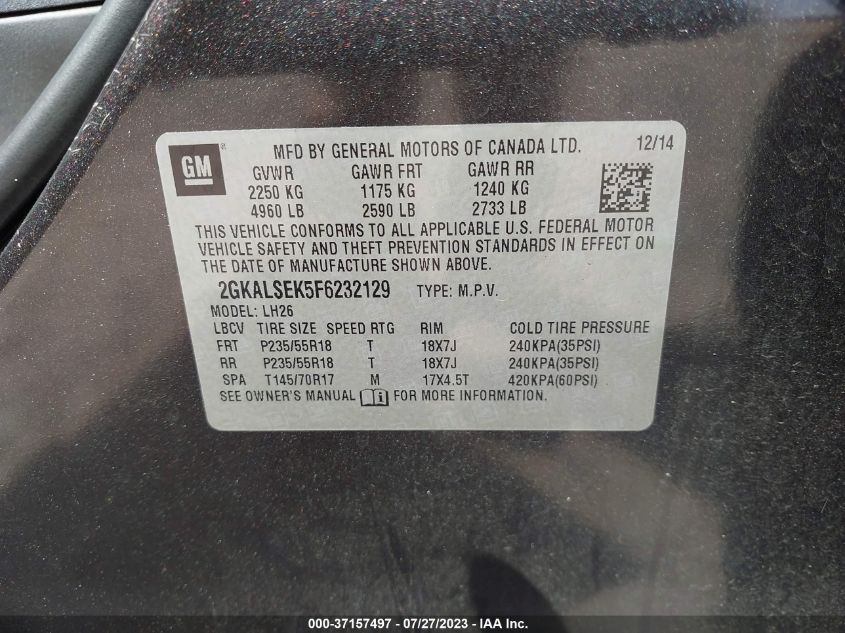 GM ® MFD BY GENERAL MOTORS OF CANADA LTD. 12/14
GVWR GAWR FRT GAWR RR
2250 KG 1175 KG 1240 KG
4960 LB 2590 LB 2733 LB
THIS VEHICLE CONFORMS TO ALL APPLICABLE U.S. FEDERAL MOTOR
VEHICLE SAFETY AND THEFT PREVENTION STANDARDS IN EFFECT ON
THE DATE OF MANUFACTURE SHOWN ABOVE.
2GKALSEK5F6232129 TYPE: M.P.V.
MODEL: LH26
LBCV TIRE SIZE SPEED RTG RIM COLD TIRE PRESSURE
FRT P235/55R18 T 18X7J 240KPA(35PSI)
RR P235/55R18 T 18X7J 240KPA(35PSI)
SPA T145/70R17 M 17X4.5T 420KPA(60PSI)
SEE OWNER'S MANUAL FOR MORE INFORMATION.
000-37157497 - 07/27/2023 - IAA Inc.